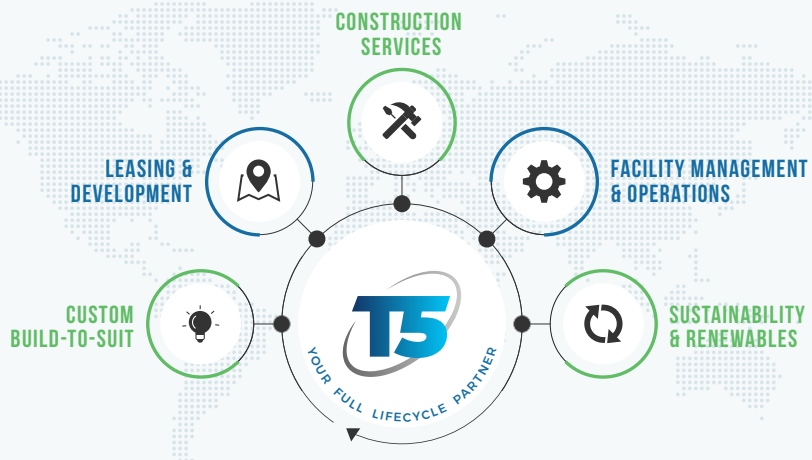 CONSTRUCTION
SERVICES
LEASING &
DEVELOPMENT
FACILITY MANAGEMENT
& OPERATIONS
CUSTOM
BUILD-TO-SUIT
SUSTAINABILITY
& RENEWABLES
T5
YOUR FULL LIFECYCLE PARTNER